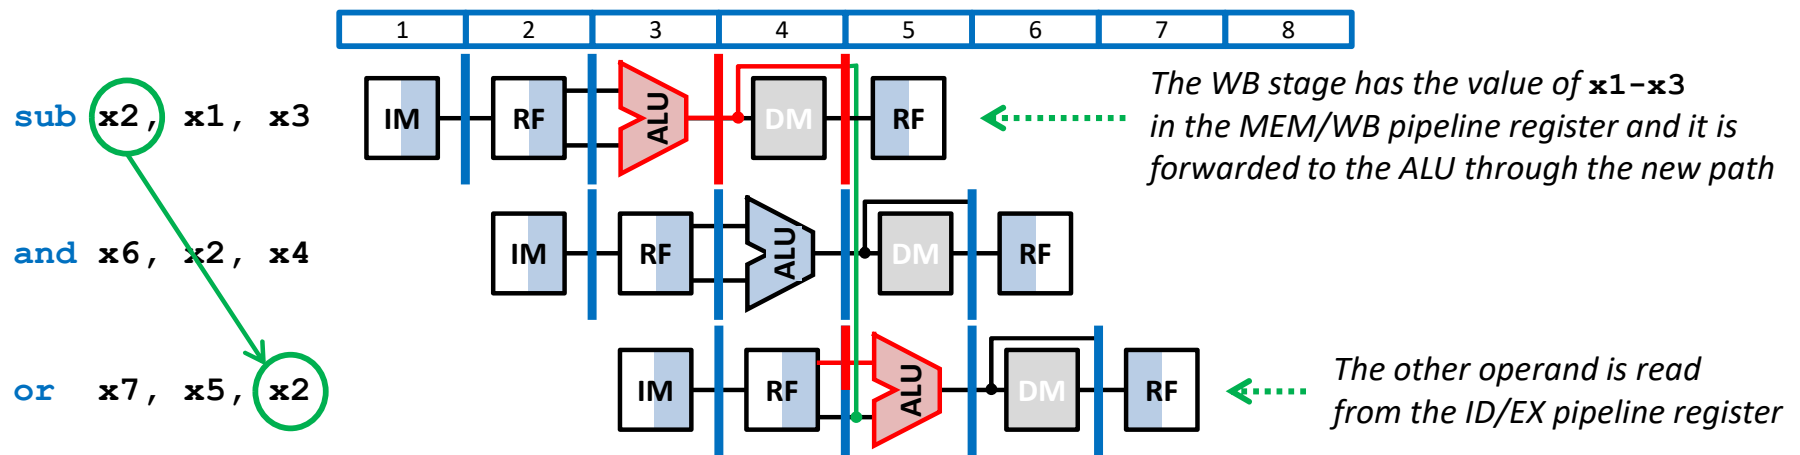 1 2 3 4 5 6 7 8
sub x2, x1, x3
IM RF ALU DM RF
The WB stage has the value of x1-x3
in the MEM/WB pipeline register and it is
forwarded to the ALU through the new path
and x6, x2, x4
IM RF ALU DM RF
or x7, x5, x2
IM RF ALU DM RF
The other operand is read
from the ID/EX pipeline register